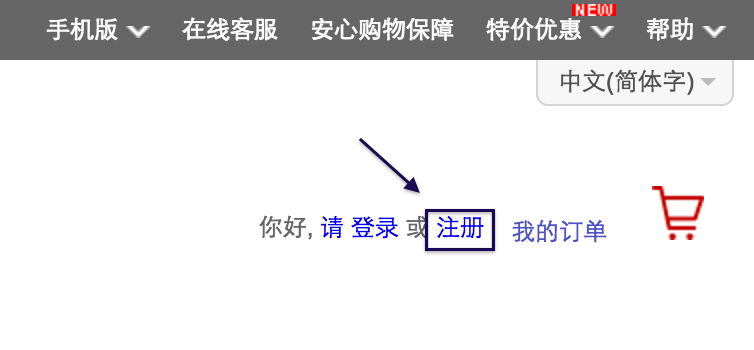 NEW
手机版 在线客服 安心购物保障 特价优惠 帮助
中文(简体字)
你好, 请 登录 或 注册 我的订单